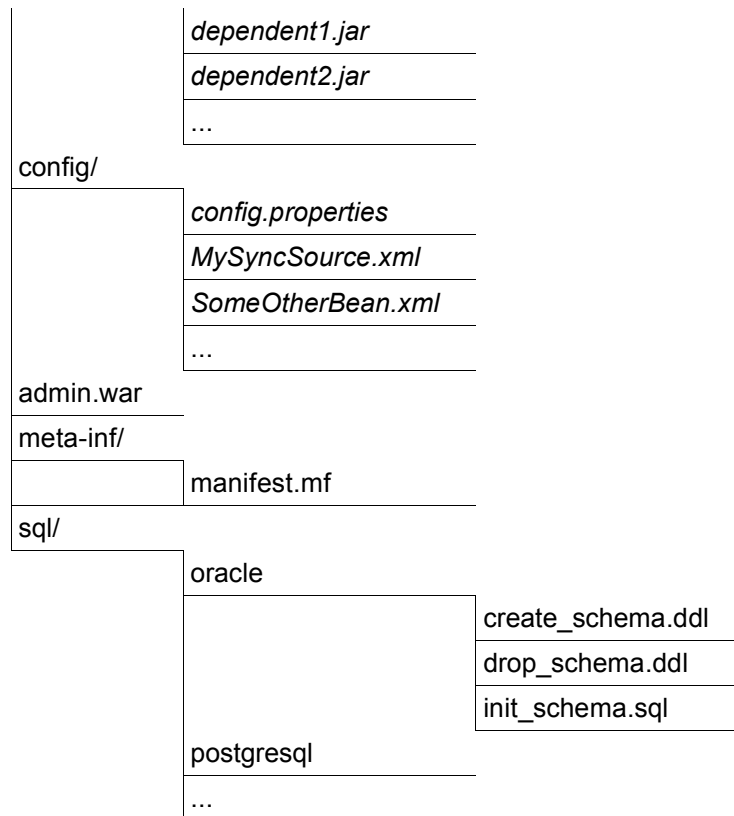 dependent1.jar
dependent2.jar
...
config/
config.properties
MySyncSource.xml
SomeOtherBean.xml
...
admin.war
meta-inf/
manifest.mf
sql/
oracle
create_schema.ddl
drop_schema.ddl
init_schema.sql
postgresql
...